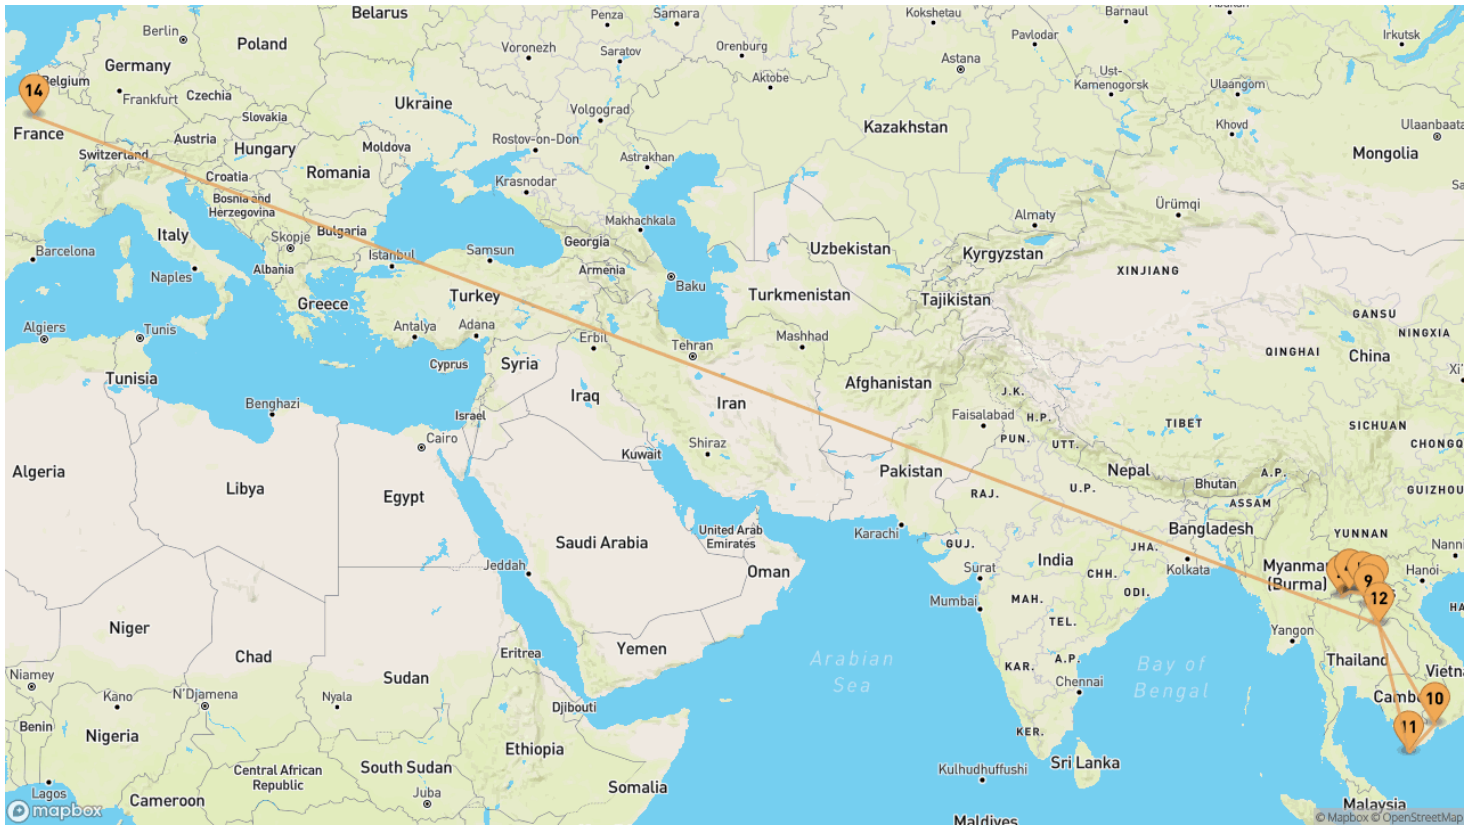 Belarus
Penza
Samara
Kokshetau
Barnaul
Irkutsk
Berlin
Poland
Voronezh
Saratov
Orenburg
Pavlodar
Astana
Germany
Belgium
14
Frankfurt
Czechia
Ukraine
Aktobe
Ust-
Kamenogorsk
Ulaangom
Volgograd
Slovakia
Kazakhstan
Khovd
Ulaanbaata
France
Austria
Hungary
Moldova
Rostov-on-Don
Mongolia
Switzerland
Croatia
Romania
Astrakhan
Krasnodar
Bosnia and
Herzegovina
Ürümqi
Almaty
Makhachkala
Italy
Skopje
Bulgaria
Georgia
Uzbekistan
Kyrgyzstan
Barcelona
Istanbul
Samsun
Naples
Albania
Armenia
Baku
XINJIANG
Greece
Turkey
Turkmenistan
Tajikistan
GANSU
Algiers
Tunis
Antalya
Adana
Erbil
Tehran
Mashhad
NINGXIA
QINGHAI
China
Cyprus
Syria
Xi'
Tunisia
Afghanistan
J.K.
Iraq
Iran
Benghazi
Israel
Faisalabad
H.P.
TIBET
SICHUAN
Cairo
Shiraz
PUN.
UTT.
CHONGQ
Kuwait
Algeria
Libya
Egypt
Pakistan
Nepal
A.P.
Bhutan
RAJ.
U.P.
ASSAM
GUIZHOU
United Arab
Emirates
Karachi
Bangladesh
YUNNAN
Saudi Arabia
GUJ.
JHA.
Nanni
Jeddah
Oman
Surat
India
CHH.
Kolkata
Myanmar
(Burma)
4
9
Hanoi
Mumbai
MAH.
ODI.
12
HA
Niger
TEL.
Yangon
Chad
Eritrea
Yemen
Arabian
Sea
KAR.
A.P.
Bay of
Bengal
Thailand
Vietna
Niamey
Kano
N'Djamena
Sudan
Nyala
Chennai
Camb
10
Djibouti
Benin
Nigeria
KER.
11
Ethiopia
Central African
Republic
South Sudan
Kulhudhuffushi
Sri Lanka
Lagos
Cameroon
Juba
Somalia
Malaysia
mapbox
Maldives
© Mapbox © OpenStreetMap